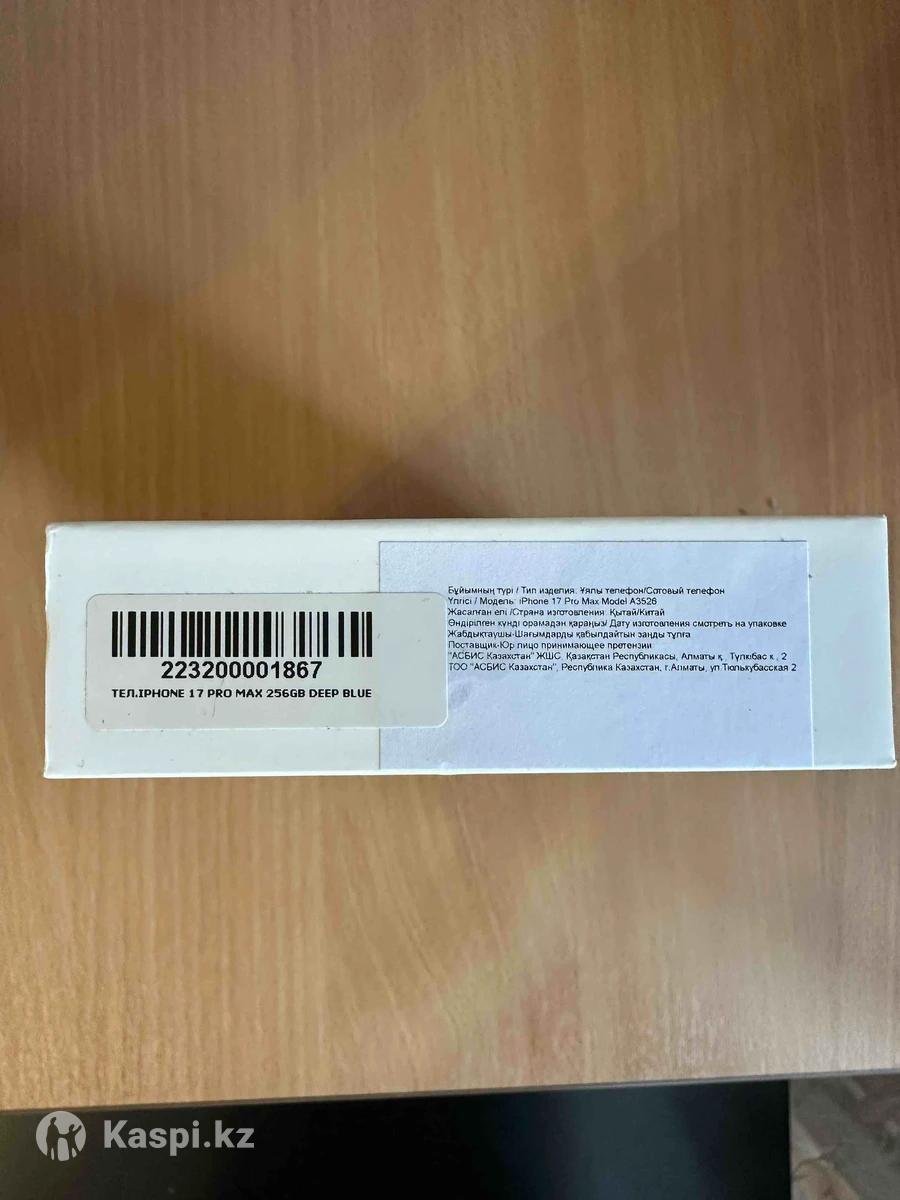 223200001867
ТЕЛ.IPHONE 17 PRO MAX 256GB DEEP BLUE
Бұйымның түрі / Тип изделия: Ұялы телефон/Сотовый телефон
Үлгісі / Модель: iPhone 17 Pro Max Model A3526
Жасалған елі /Страна изготовления: Қытай/Китай
Өндірілген күнді орамадан қараңыз/ Дату изготовления смотреть на упаковке
Жабдықтаушы-Шағымдарды қабылдайтын заңды тұлға
Поставщик-Юр лицо принимающее претензии
"АСБИС Казахстан" ЖШС, Қазақстан Республикасы, Алматы қ., Түлкібас к., 2
ТОО "АСБИС Казахстан", Республика Казахстан, г.Алматы, ул.Тюлькубасская 2
Kaspi.kz